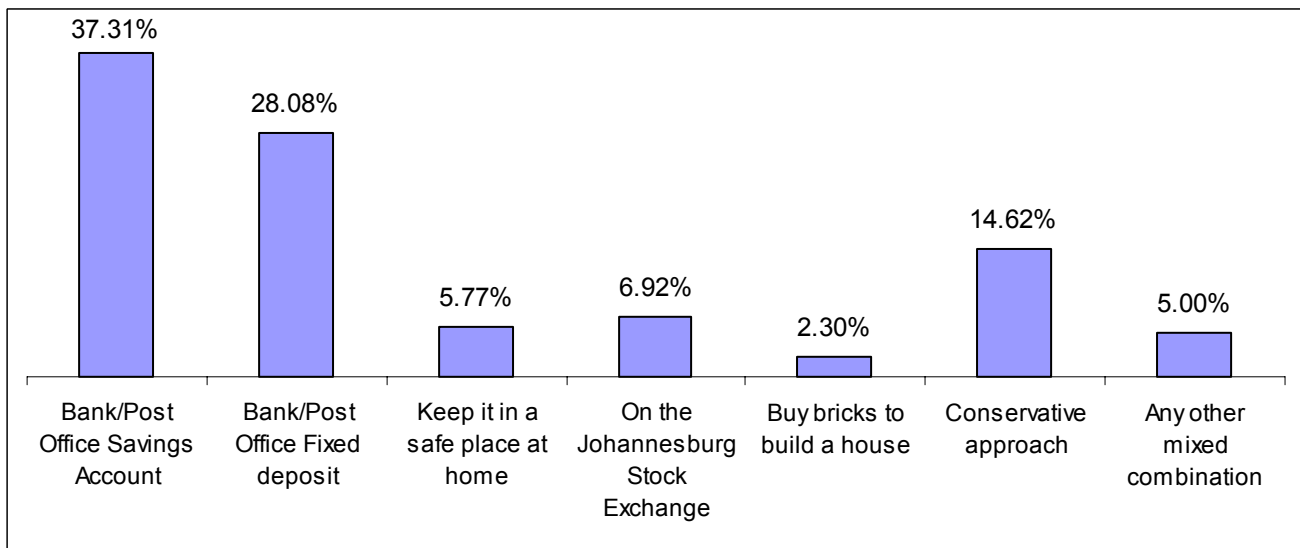 37.31%
28.08%
5.77%
6.92%
2.30%
14.62%
5.00%
Bank/Post
Office Savings
Account
Bank/Post
Office Fixed
deposit
Keep it in a
safe place at
home
On the
Johannesburg
Stock
Exchange
Buy bricks to
build a house
Conservative
approach
Any other
mixed
combination